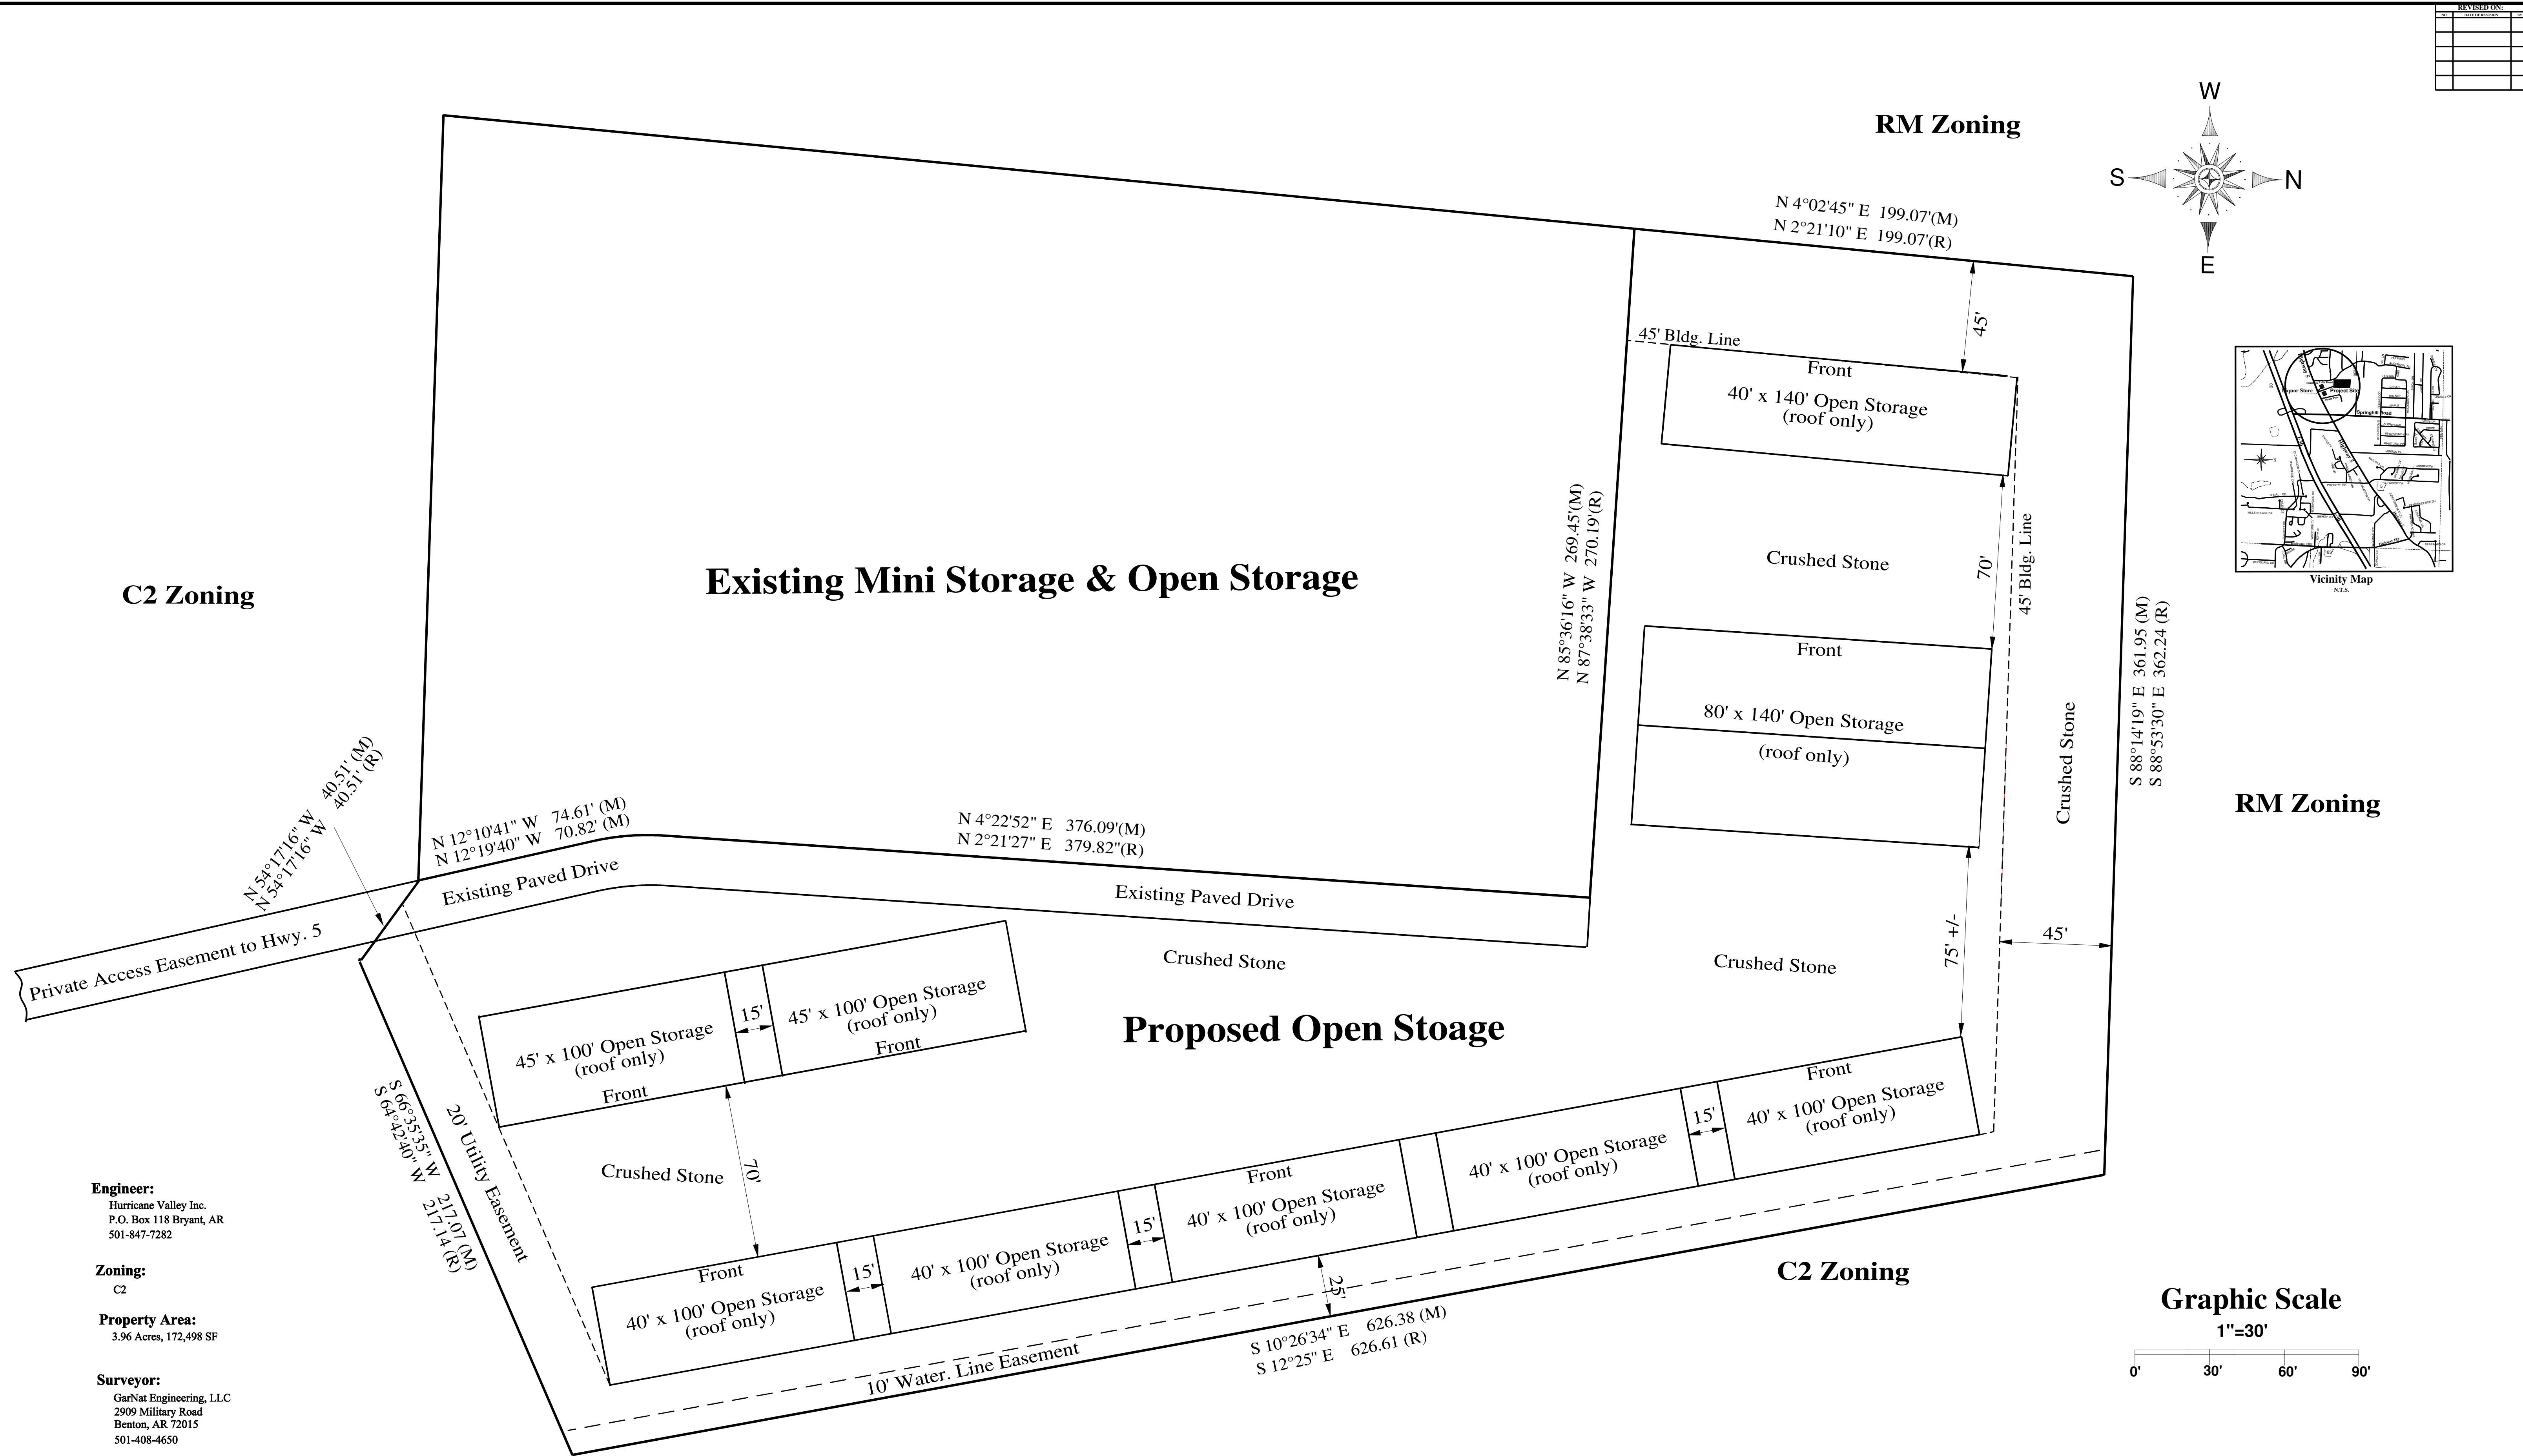 REVISED ON:
NO.
DATE OF REVISION
BY
W
S
N
E
RM Zoning
N 4°02'45" E 199.07'(M)
N 2°21'10" E 199.07'(R)
45'
45' Bldg. Line
Front
40' x 140' Open Storage
(roof only)
70'
Crushed Stone
45' Bldg. Line
N 85°36'16" W 269.45'(M)
N 87°38'33" W 270.19'(R)
Existing Mini Storage & Open Storage
C2 Zoning
Front
80' x 140' Open Storage
(roof only)
Crushed Stone
S 88°14'19" E 361.95 (M)
S 88°53'30" E 362.24 (R)
RM Zoning
Project Site
Springhill Road
Vicinity Map
N.T.S.
N 54°17'16" W 40.51' (M)
N 54°17'16" W 40.51' (R)
N 12°10'41" W 74.61' (M)
N 12°19'40" W 70.82' (M)
N 4°22'52" E 376.09'(M)
N 2°21'27" E 379.82"(R)
Existing Paved Drive
Existing Paved Drive
Private Access Easement to Hwy. 5
Crushed Stone
Crushed Stone
75' +/-
45'
45' x 100' Open Storage
(roof only)
Front
15'
45' x 100' Open Storage
(roof only)
Front
Proposed Open Stoage
S 66°35'35" W 217.07 (M)
S 64°42'40" W 217.14 (R)
20' Utility Easement
Crushed Stone
70'
Front
40' x 100' Open Storage
(roof only)
15'
40' x 100' Open Storage
(roof only)
15'
Front
40' x 100' Open Storage
(roof only)
40' x 100' Open Storage
(roof only)
15'
Front
40' x 100' Open Storage
(roof only)
25'
10' Water. Line Easement
S 10°26'34" E 626.38 (M)
S 12°25" E 626.61 (R)
C2 Zoning
Engineer:
Hurricane Valley Inc.
P.O. Box 118 Bryant, AR
501-847-7282
Zoning:
C2
Property Area:
3.96 Acres, 172,498 SF
Surveyor:
GarNat Engineering, LLC
2909 Military Road
Benton, AR 72015
501-408-4650
Graphic Scale
1"=30'
0'
30'
60'
90'